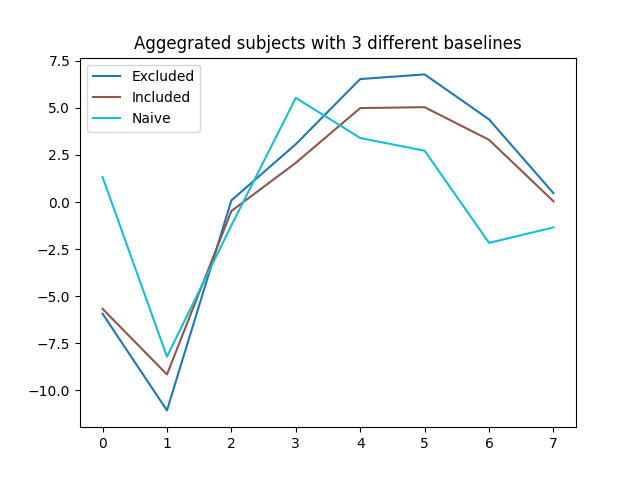 Aggegrated subjects with 3 different baselines
Excluded
Included
Naive
7.5
5.0
2.5
0.0
−2.5
−5.0
−7.5
−10.0
0 1 2 3 4 5 6 7